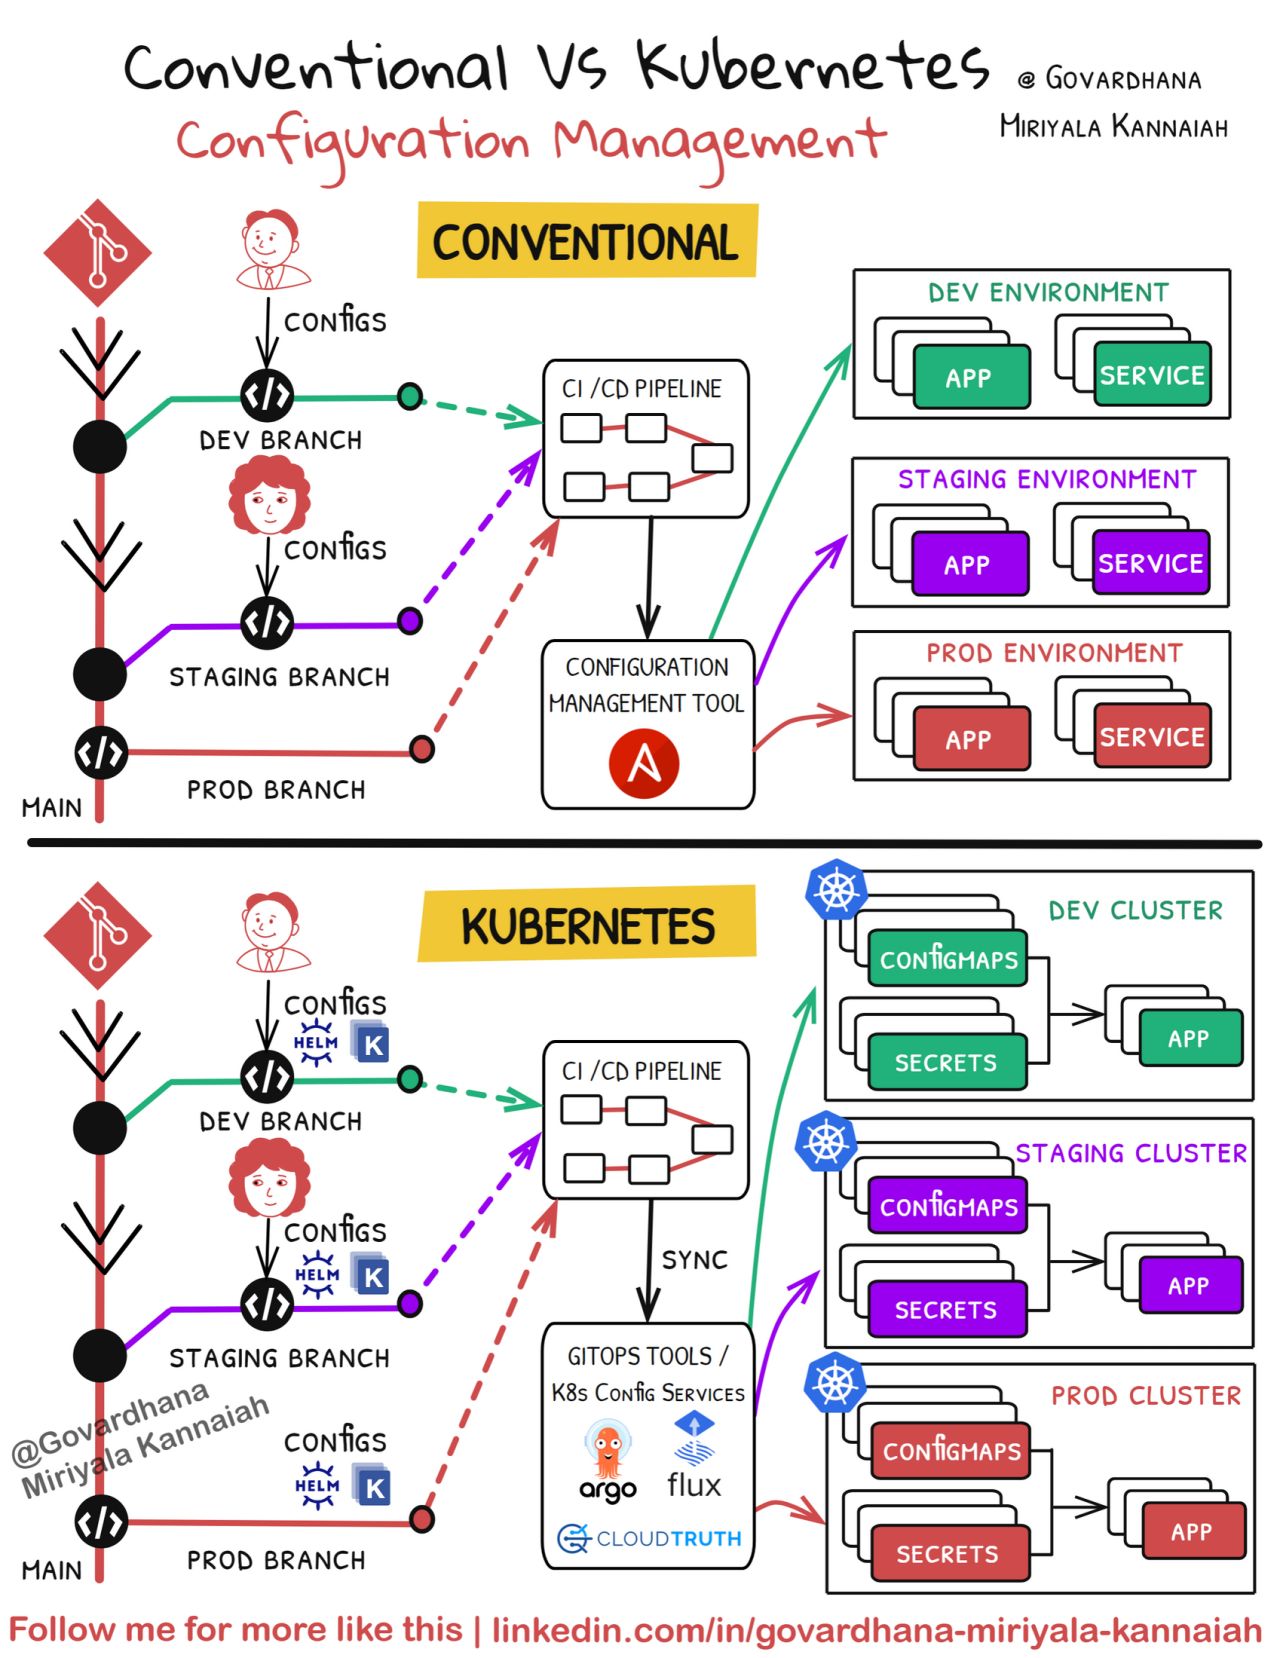 Conventional Vs Kubernetes
@ Govardhana
Miriyala Kannaiah
Configuration Management
CONVENTIONAL
CONfIGS
DEV BRANCH
CONfIGS
STAGING BRANCH
PROD BRANCH
MAIN
CI /CD PIPELINE
CONFIGURATION
MANAGEMENT TOOL
A
DEV ENVIRONMENT
APP
SERVICE
STAGING ENVIRONMENT
APP
SERVICE
PROD ENVIRONMENT
APP
SERVICE
KUBERNETES
CONfIGS
HELM
K
DEV BRANCH
CONfIGS
HELM
K
STAGING BRANCH
@Govardhana
Miriyala Kannaiah
CONfIGS
HELM
K
PROD BRANCH
MAIN
CI /CD PIPELINE
SYNC
GITOPS TOOLS /
K8s Config Services
argo
flux
CLOUDTRUTH
DEV CLUSTER
CONfIGMAPS
SECRETS
APP
STAGING CLUSTER
CONfIGMAPS
SECRETS
APP
PROD CLUSTER
CONfIGMAPS
SECRETS
APP
Follow me for more like this | linkedin.com/in/govardhana-miriyala-kannaiah